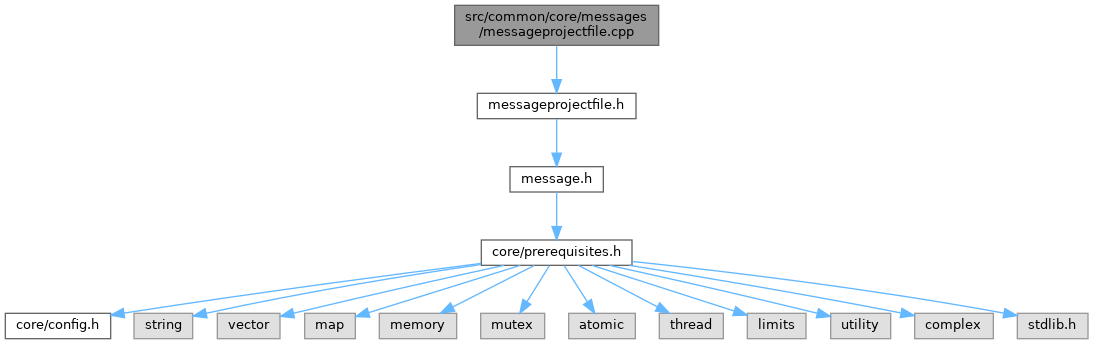 src/common/core/messages
/messageprojectfile.cpp
messageprojectfile.h
message.h
core/prerequisites.h
core/config.h
string
vector
map
memory
mutex
atomic
thread
limits
utility
complex
stdlib.h